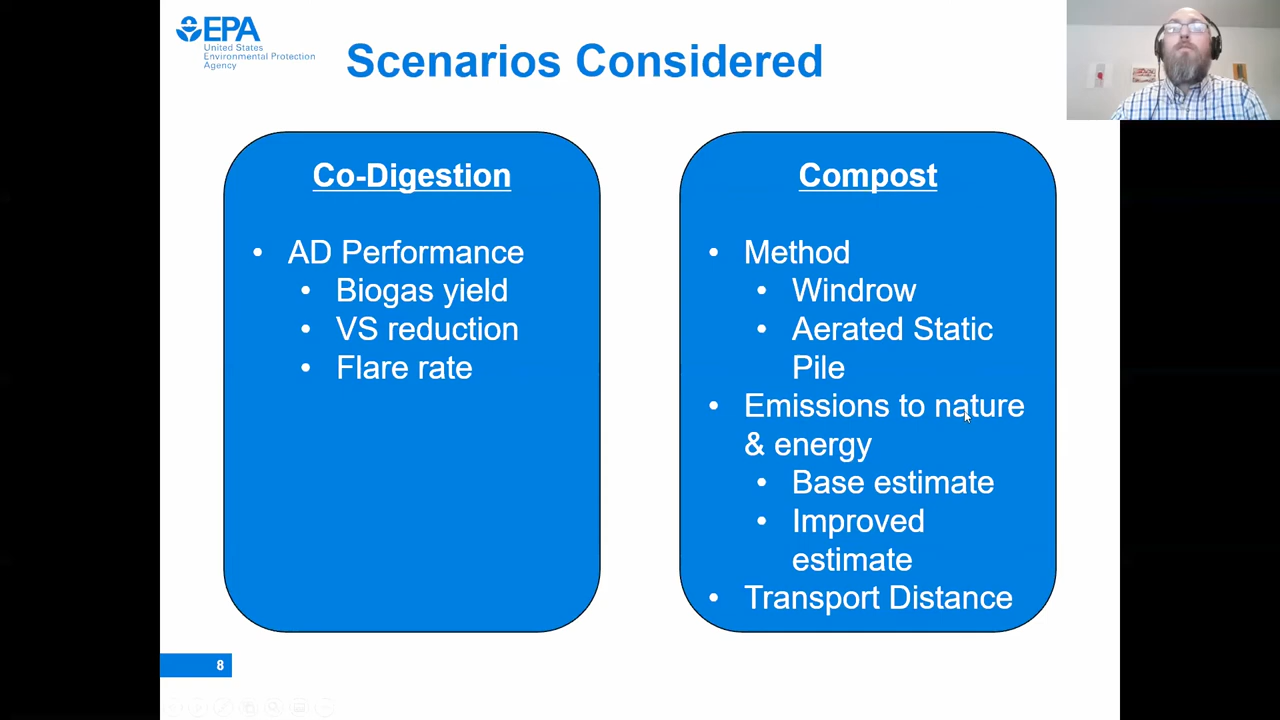 EPA
United States
Environmental Protection
Agency
Scenarios Considered
Co-Digestion
• AD Performance
• Biogas yield
• VS reduction
• Flare rate
Compost
• Method
• Windrow
• Aerated Static
Pile
• Emissions to nature
& energy
• Base estimate
• Improved
estimate
• Transport Distance
8